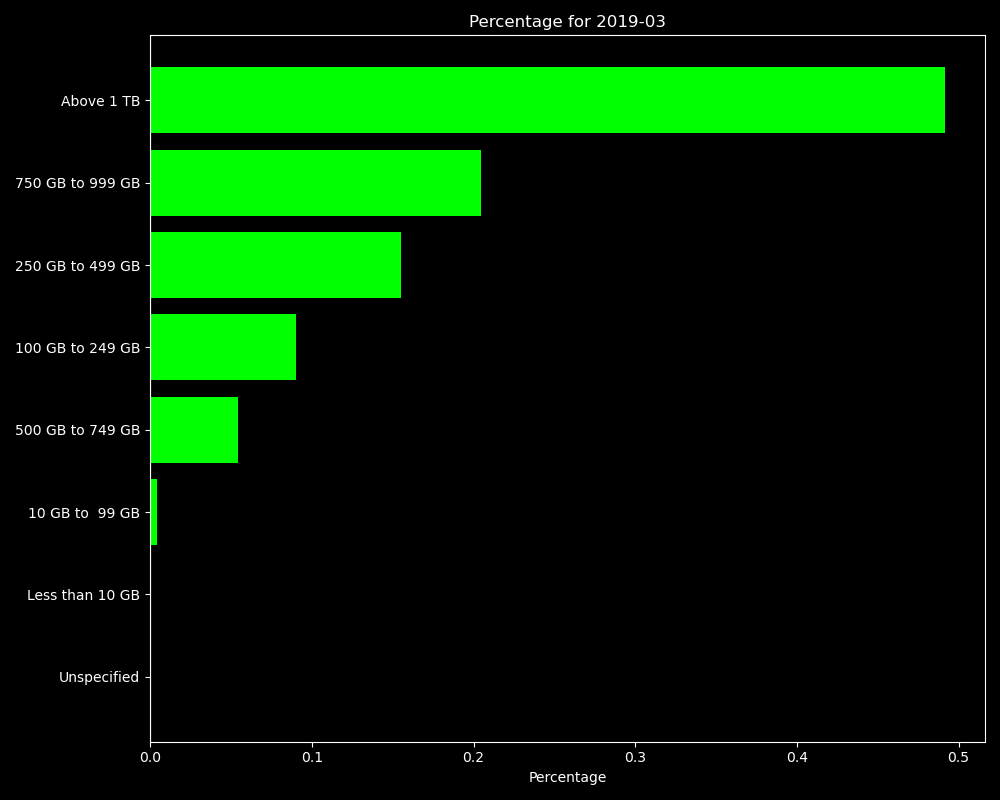 Percentage for 2019-03
Above 1 TB
750 GB to 999 GB
250 GB to 499 GB
100 GB to 249 GB
500 GB to 749 GB
10 GB to  99 GB
Less than 10 GB
Unspecified
0.0 0.1 0.2 0.3 0.4 0.5
Percentage